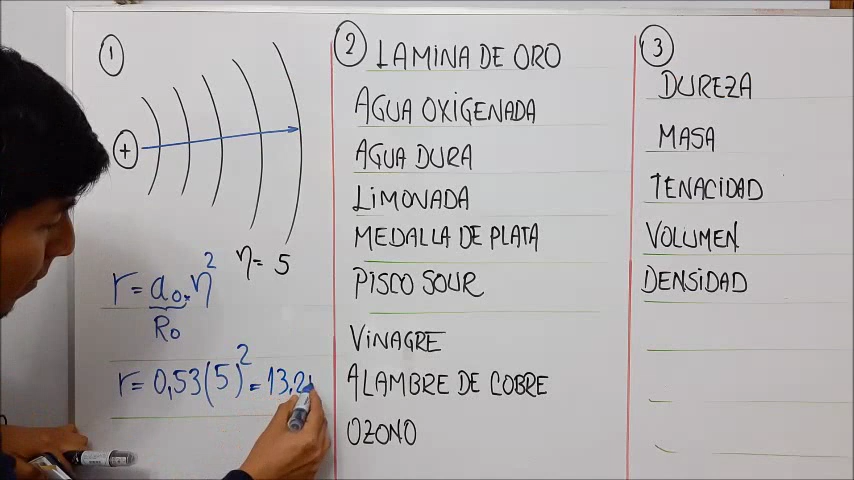 1
+
r = a₀.η²
R₀
η = 5
r = 0,53(5)² = 13.2
2 LAMINA DE ORO
AGUA OXIGENADA
AGUA DURA
LIMONADA
MEDALLA DE PLATA
PISCO SOUR
VINAGRE
ALAMBRE DE COBRE
OZONO
3
DUREZA
MASA
TENACIDAD
VOLUMEN
DENSIDAD